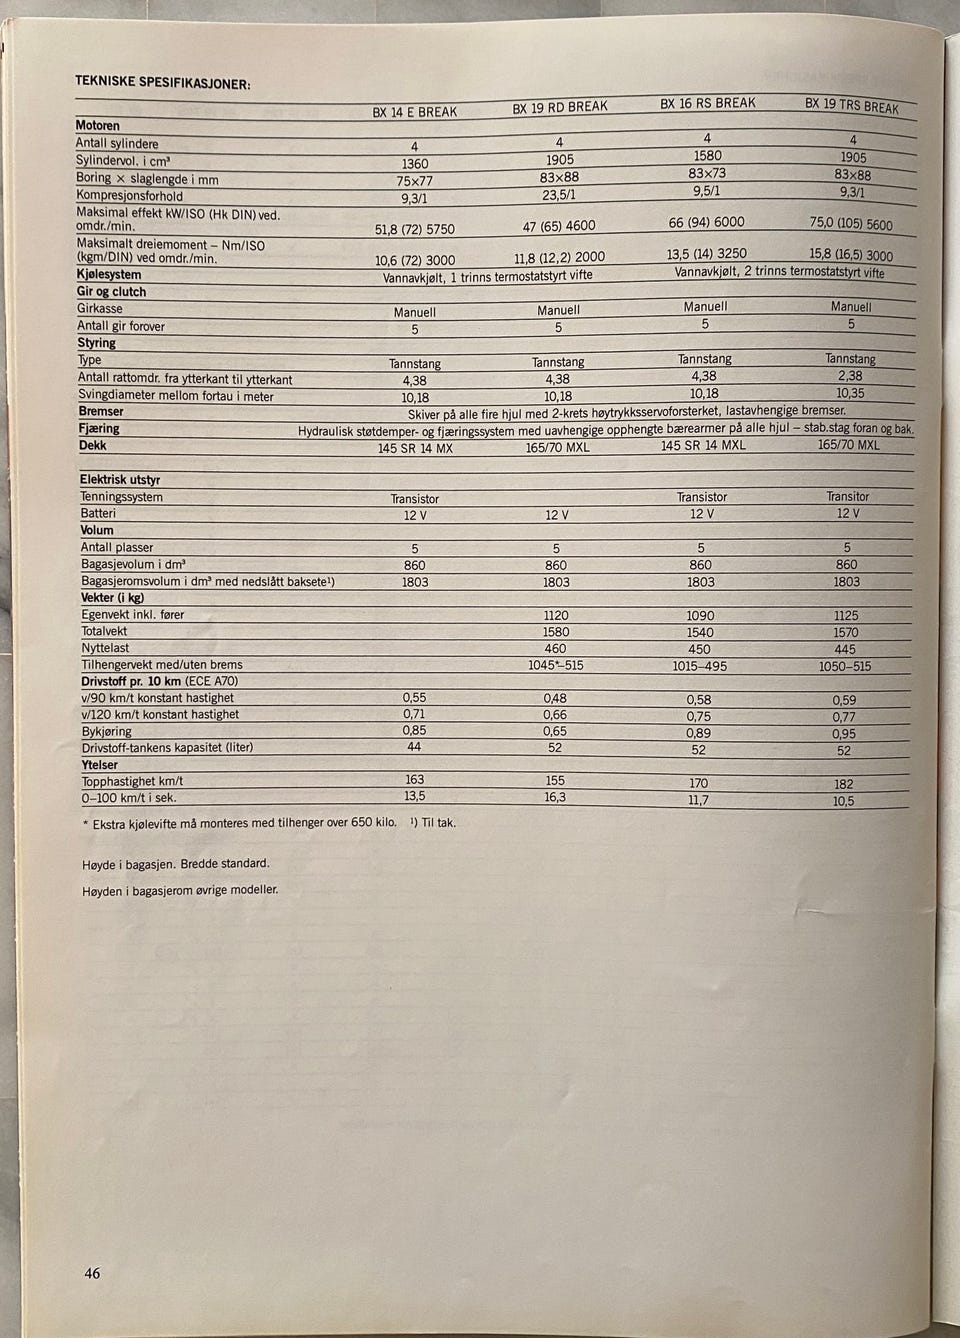 TEKNISKE SPESIFIKASJONER:
BX 14 E BREAK BX 19 RD BREAK BX 16 RS BREAK BX 19 TRS BREAK
Motoren
Antall sylindere 4 4 4 4
Sylindervol. i cm³ 1360 1905 1580 1905
Boring × slaglengde i mm 75×77 83×88 83×73 83×88
Kompresjonsforhold 9,3/1 23,5/1 9,5/1 9,3/1
Maksimal effekt kW/ISO (Hk DIN) ved.
omdr./min. 51,8 (72) 5750 47 (65) 4600 66 (94) 6000 75,0 (105) 5600
Maksimalt dreiemoment – Nm/ISO
(kgm/DIN) ved omdr./min. 10,6 (72) 3000 11,8 (12,2) 2000 13,5 (14) 3250 15,8 (16,5) 3000
Kjølesystem Vannavkjølt, 1 trinns termostatstyrt vifte Vannavkjølt, 2 trinns termostatstyrt vifte
Gir og clutch
Girkasse Manuell Manuell Manuell Manuell
Antall gir forover 5 5 5 5
Styring
Type Tannstang Tannstang Tannstang Tannstang
Antall rattomdr. fra ytterkant til ytterkant 4,38 4,38 4,38 2,38
Svingdiameter mellom fortau i meter 10,18 10,18 10,18 10,35
Bremser Skiver på alle fire hjul med 2-krets høytrykksservoforsterket, lastavhengige bremser.
Fjæring Hydraulisk støtdemper- og fjæringssystem med uavhengige opphengte bærearmer på alle hjul – stab.stag foran og bak.
Dekk 145 SR 14 MX 165/70 MXL 145 SR 14 MXL 165/70 MXL
Elektrisk utstyr
Tenningssystem Transistor Transistor Transitor
Batteri 12 V 12 V 12 V 12 V
Volum
Antall plasser 5 5 5 5
Bagasjevolum i dm³ 860 860 860 860
Bagasjeromsvolum i dm³ med nedslått baksete¹) 1803 1803 1803 1803
Vekter (i kg)
Egenvekt inkl. fører 1120 1090 1125
Totalvekt 1580 1540 1570
Nyttelast 460 450 445
Tilhengervekt med/uten brems 1045*–515 1015–495 1050–515
Drivstoff pr. 10 km (ECE A70)
v/90 km/t konstant hastighet 0,55 0,48 0,58 0,59
v/120 km/t konstant hastighet 0,71 0,66 0,75 0,77
Bykjøring 0,85 0,65 0,89 0,95
Drivstoff-tankens kapasitet (liter) 44 52 52 52
Ytelser
Topphastighet km/t 163 155 170 182
0–100 km/t i sek. 13,5 16,3 11,7 10,5
* Ekstra kjølevifte må monteres med tilhenger over 650 kilo. ¹) Til tak.
Høyde i bagasjen. Bredde standard.
Høyden i bagasjerom øvrige modeller.
46